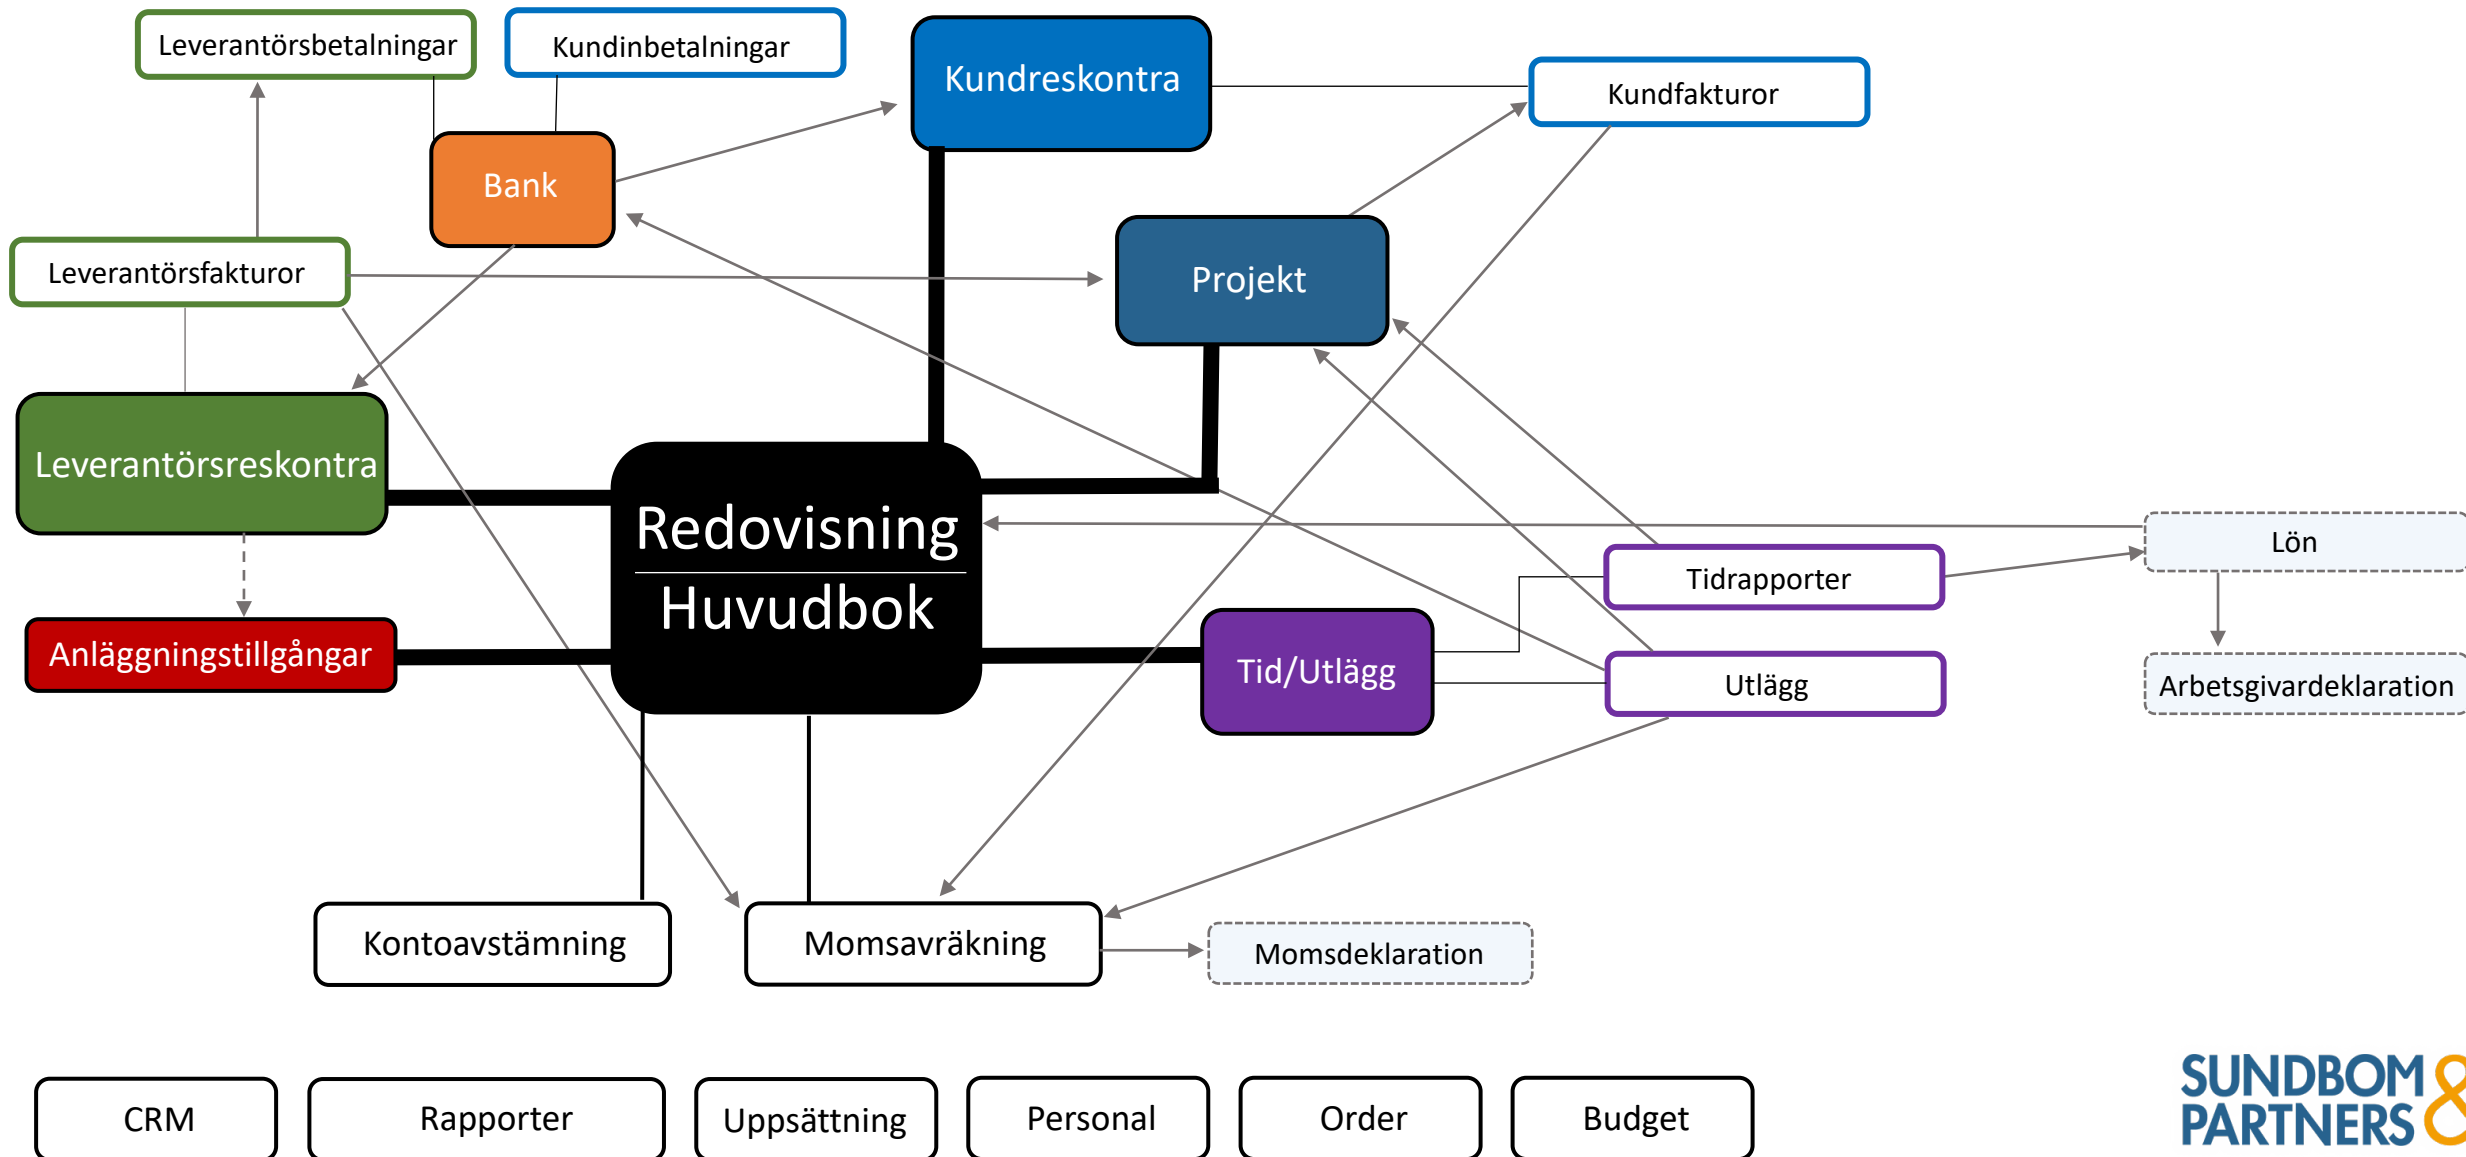 Leverantörsbetalningar
Kundinbetalningar
Kundreskontra
Kundfakturor
Bank
Leverantörsfakturor
Projekt
Leverantörsreskontra
Redovisning
Huvudbok
Lön
Tidrapporter
Anläggningstillgångar
Tid/Utlägg
Utlägg
Arbetsgivardeklaration
Kontoavstämning
Momsavräkning
Momsdeklaration
CRM
Rapporter
Uppsättning
Personal
Order
Budget
SUNDBOM &
PARTNERS